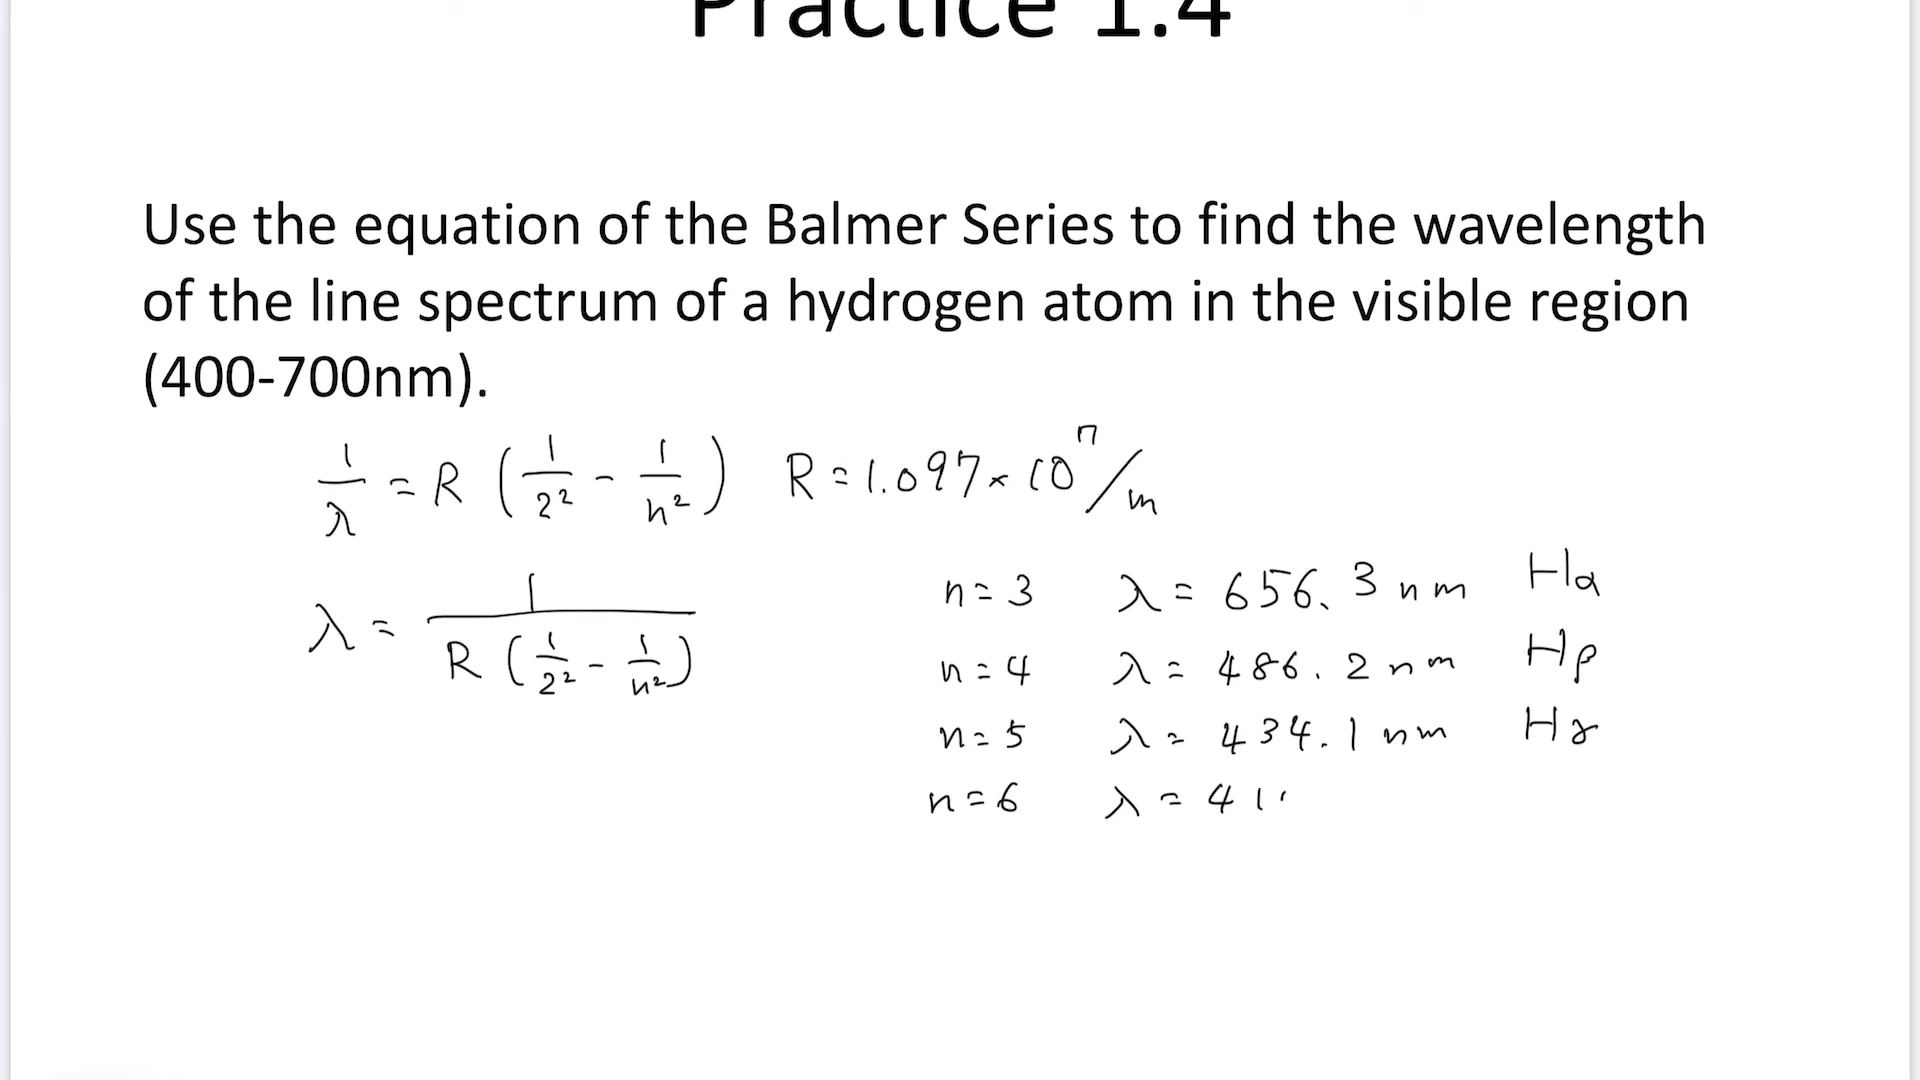 Practice 1.4
Use the equation of the Balmer Series to find the wavelength
of the line spectrum of a hydrogen atom in the visible region
(400-700nm).
1/λ = R (1/2² - 1/n²) R = 1.097 × 10⁷/m
λ = 1/(R (1/2² - 1/n²))
n = 3 λ = 656.3 nm Hα
n = 4 λ = 486.2 nm Hβ
n = 5 λ = 434.1 nm Hγ
n = 6 λ = 41